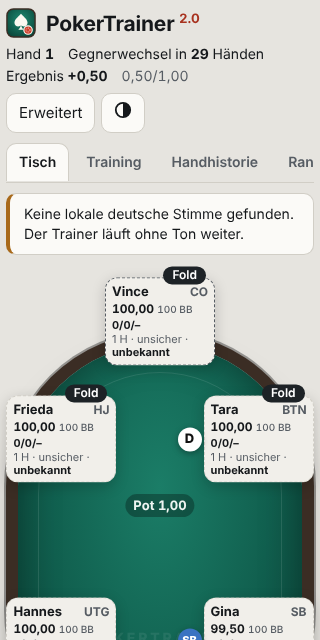 PokerTrainer 2.0
Hand 1 Gegnerwechsel in 29 Händen
Ergebnis +0,50 0,50/1,00
Erweitert
Tisch Training Handhistorie Ran
Keine lokale deutsche Stimme gefunden.
Der Trainer läuft ohne Ton weiter.
Fold
Vince CO
100,00 100 BB
0/0/–
1 H · unsicher ·
unbekannt
Fold
Frieda HJ
100,00 100 BB
0/0/–
1 H · unsicher ·
unbekannt
Fold
Tara BTN
100,00 100 BB
0/0/–
1 H · unsicher ·
unbekannt
D
Pot 1,00
Hannes UTG
100,00 100 BB
SB
Gina SB
99,50 100 BB